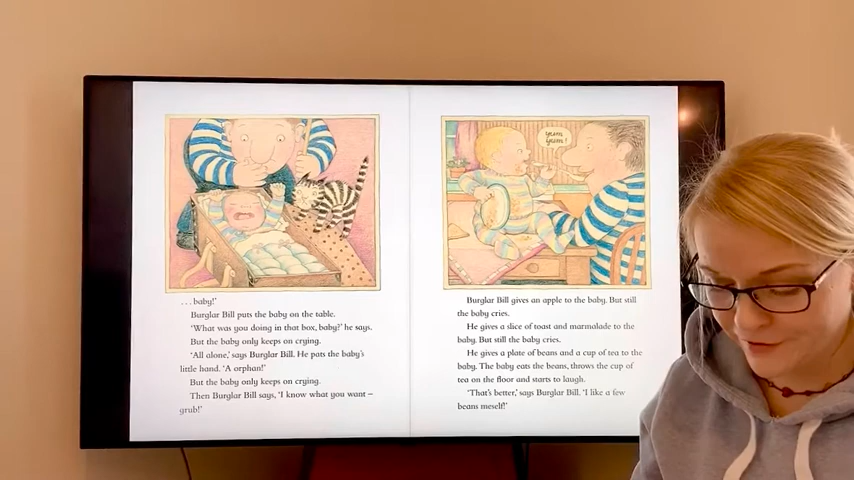 ... baby!'
Burglar Bill puts the baby on the table.
'What was you doing in that box, baby?' he says.
But the baby only keeps on crying.
'All alone,' says Burglar Bill. He pats the baby's
little hand. 'A orphan!'
But the baby only keeps on crying.
Then Burglar Bill says, 'I know what you want –
grub!'
yum
yum!
Burglar Bill gives an apple to the baby. But still
the baby cries.
He gives a slice of toast and marmalade to the
baby. But still the baby cries.
He gives a plate of beans and a cup of tea to the
baby. The baby eats the beans, throws the cup of
tea on the floor and starts to laugh.
'That's better,' says Burglar Bill. 'I like a few
beans meself!'